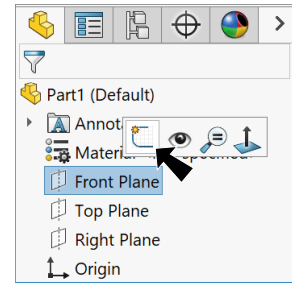 Part1 (Default)
Annot
Material
Front Plane
Top Plane
Right Plane
Origin